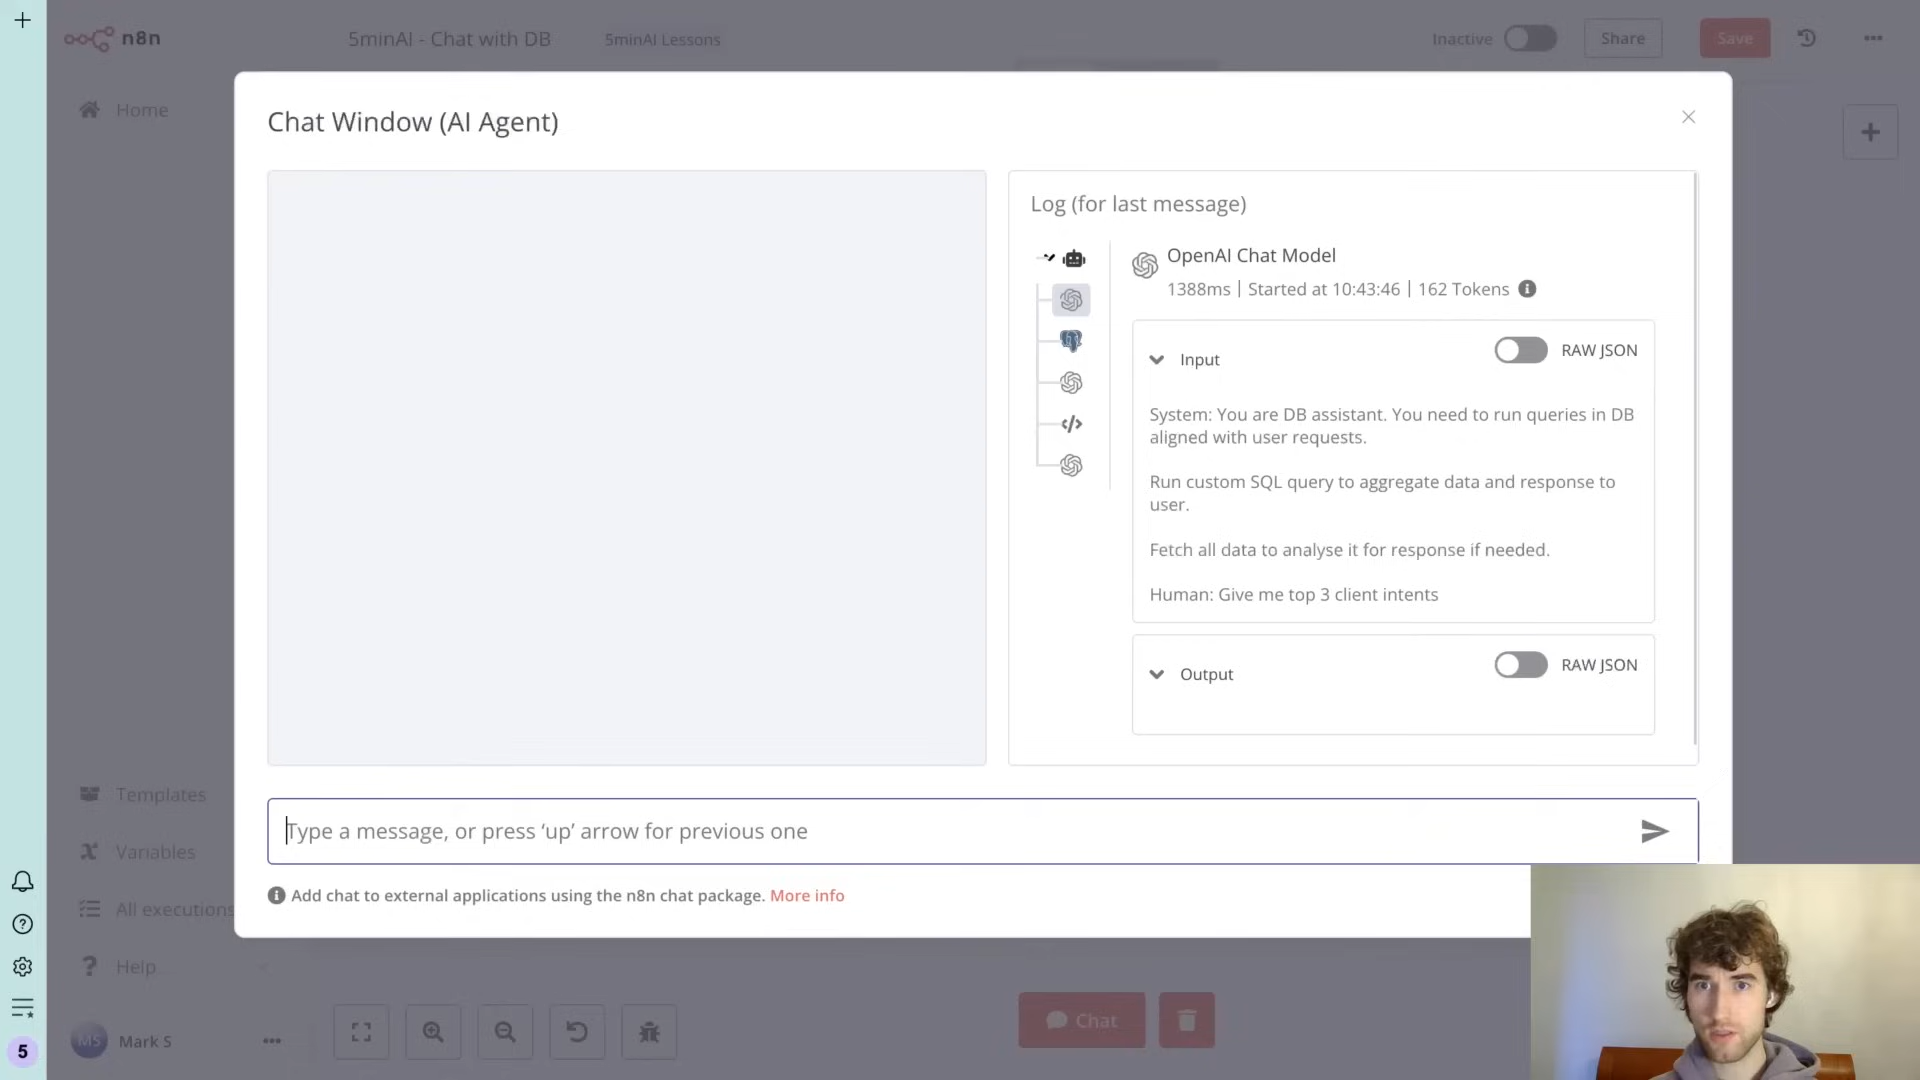 n8n
5minAI - Chat with DB
5minAI Lessons
Inactive
Share
Save
Home
Chat Window (AI Agent)
Log (for last message)
OpenAI Chat Model
1388ms | Started at 10:43:46 | 162 Tokens
Input
RAW JSON
System: You are DB assistant. You need to run queries in DB
aligned with user requests.
Run custom SQL query to aggregate data and response to
user.
Fetch all data to analyse it for response if needed.
Human: Give me top 3 client intents
Output
RAW JSON
Type a message, or press ‘up’ arrow for previous one
Add chat to external applications using the n8n chat package. More info
Templates
Variables
All executions
Help
MS
Mark S
Chat
5